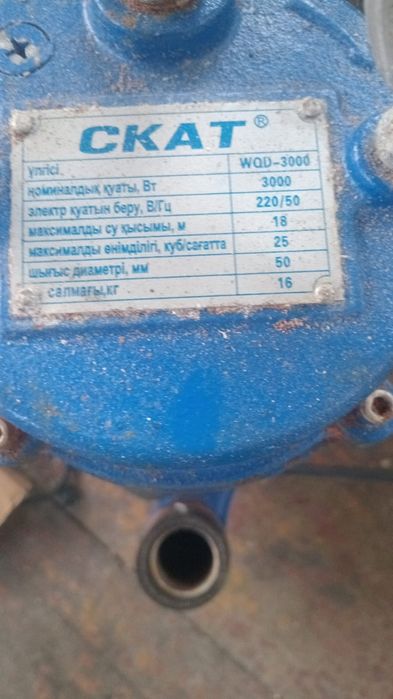 СКАТ ®
үлгісі WQD-3000
номиналдық қуаты, Вт 3000
электр қуатын беру, В/Гц 220/50
максималды су қысымы, м 18
максималды өнімділігі, куб/сағатта 25
шығыс диаметрі, мм 50
салмағы,кг 16